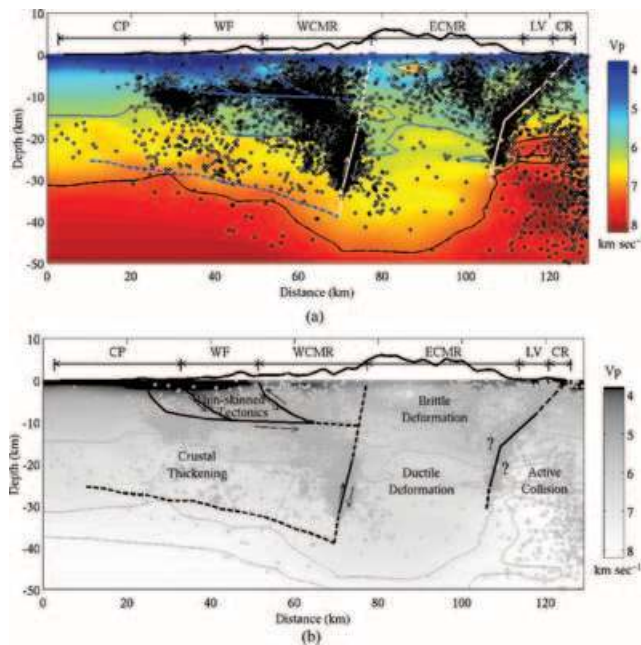 CP WF WCMR ECMR LV CR
Vp
10
0
-10
-20
-30
-40
-50
Depth (km)
4
5
6
7
8
km sec⁻¹
0 20 40 60 80 100 120
Distance (km)
(a)
CP WF WCMR ECMR LV CR
Vp
10
0
-10
-20
-30
-40
-50
Depth (km)
Thin-skinned
Tectonics
Brittle
Deformation
Crustal
Thickening
Ductile
Deformation
?
?
Active
Collision
4
5
6
7
8
km sec⁻¹
0 20 40 60 80 100 120
Distance (km)
(b)